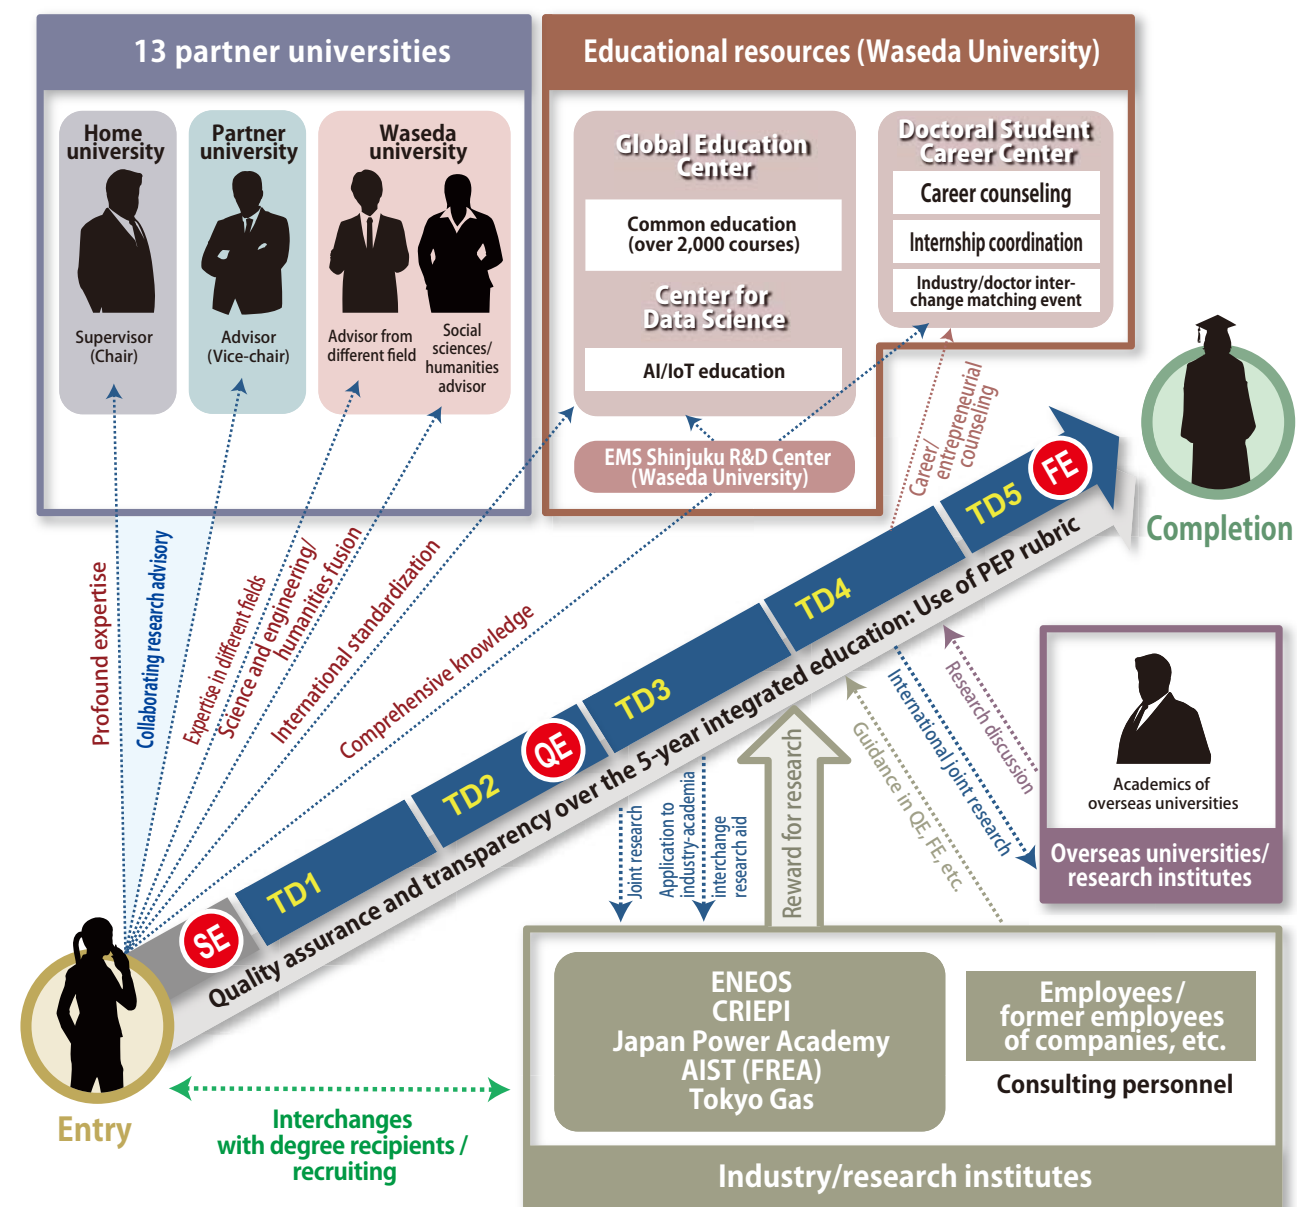 13 partner universities
Home
university
Supervisor
(Chair)
Partner
university
Advisor
(Vice-chair)
Waseda
university
Advisor from
different field
Social
sciences/
humanities
advisor
Educational resources (Waseda University)
Global Education
Center
Common education
(over 2,000 courses)
Center for
Data Science
AI/IoT education
EMS Shinjuku R&D Center
(Waseda University)
Doctoral Student
Career Center
Career counseling
Internship coordination
Industry/doctor inter-
change matching event
Career/
entrepreneurial
counseling
Completion
Profound expertise
Collaborating research advisory
Expertise in different fields
Science and engineering/
humanities fusion
International standardization
Comprehensive knowledge
SE
TD1
TD2
QE
TD3
TD4
TD5
FE
Quality assurance and transparency over the 5-year integrated education: Use of PEP rubric
Joint research
Application to
industry-academia
interchange
research aid
Reward for research
Guidance in QE, FE, etc.
International joint research
Research discussion
Academics of
overseas universities
Overseas universities/
research institutes
Entry
Interchanges
with degree recipients /
recruiting
ENEOS
CRIEPI
Japan Power Academy
AIST (FREA)
Tokyo Gas
Employees /
former employees
of companies, etc.
Consulting personnel
Industry/research institutes